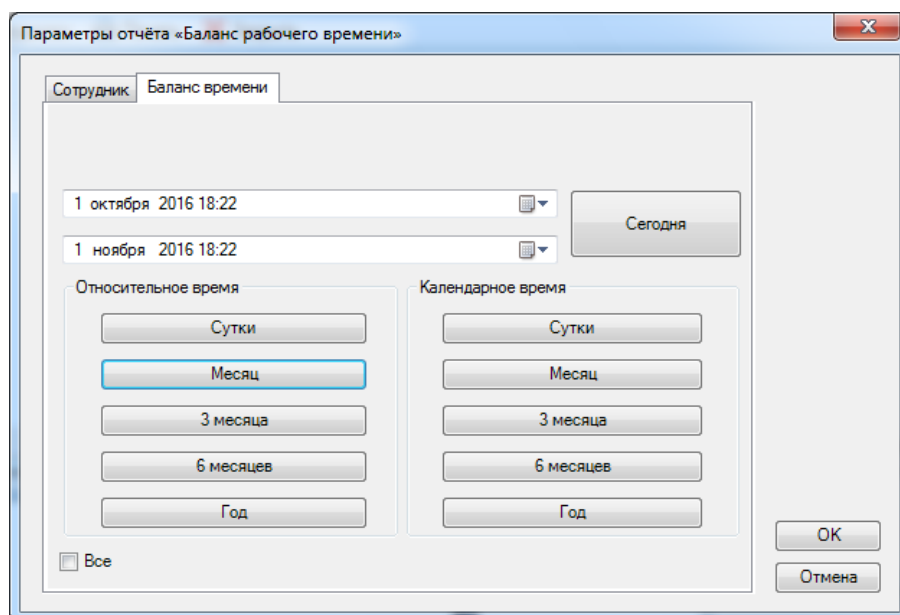 Параметры отчёта «Баланс рабочего времени»
Сотрудник Баланс времени
1 октября 2016 18:22
Сегодня
1 ноября 2016 18:22
Относительное время Календарное время
Сутки Сутки
Месяц Месяц
3 месяца 3 месяца
6 месяцев 6 месяцев
Год Год
OK
Все
Отмена